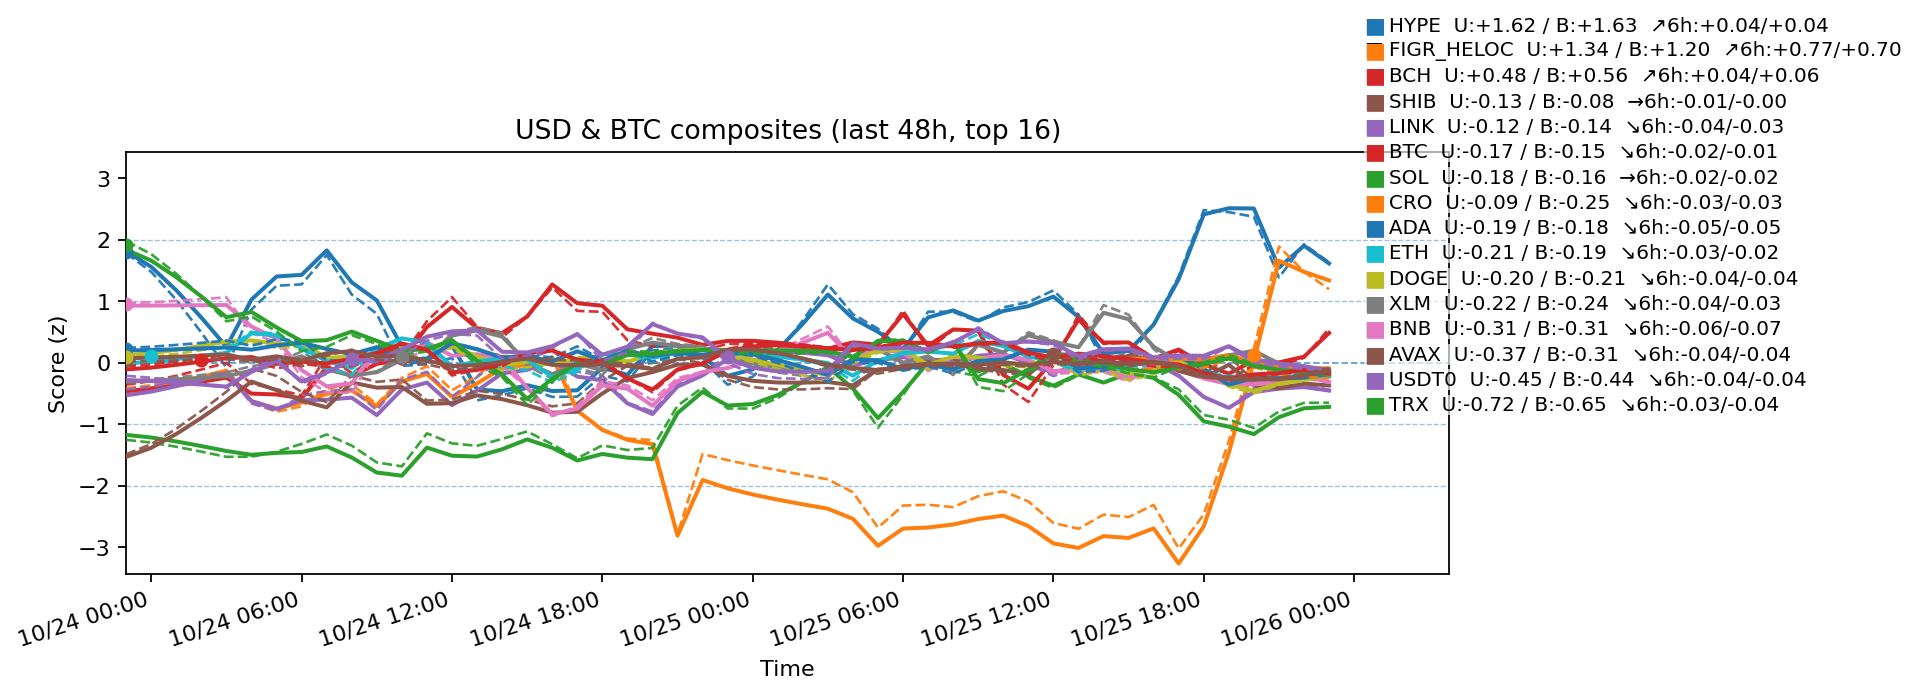 HYPE  U:+1.62 / B:+1.63  ↗6h:+0.04/+0.04
FIGR_HELOC  U:+1.34 / B:+1.20  ↗6h:+0.77/+0.70
BCH  U:+0.48 / B:+0.56  ↗6h:+0.04/+0.06
SHIB  U:-0.13 / B:-0.08  →6h:-0.01/-0.00
LINK  U:-0.12 / B:-0.14  ↘6h:-0.04/-0.03
BTC  U:-0.17 / B:-0.15  ↘6h:-0.02/-0.01
SOL  U:-0.18 / B:-0.16  →6h:-0.02/-0.02
CRO  U:-0.09 / B:-0.25  ↘6h:-0.03/-0.03
ADA  U:-0.19 / B:-0.18  ↘6h:-0.05/-0.05
ETH  U:-0.21 / B:-0.19  ↘6h:-0.03/-0.02
DOGE  U:-0.20 / B:-0.21  ↘6h:-0.04/-0.04
XLM  U:-0.22 / B:-0.24  ↘6h:-0.04/-0.03
BNB  U:-0.31 / B:-0.31  ↘6h:-0.06/-0.07
AVAX  U:-0.37 / B:-0.31  ↘6h:-0.04/-0.04
USDT0  U:-0.45 / B:-0.44  ↘6h:-0.04/-0.04
TRX  U:-0.72 / B:-0.65  ↘6h:-0.03/-0.04
USD & BTC composites (last 48h, top 16)
Score (z)
3
2
1
0
−1
−2
−3
10/24 00:00
10/24 06:00
10/24 12:00
10/24 18:00
10/25 00:00
10/25 06:00
10/25 12:00
10/25 18:00
10/26 00:00
Time